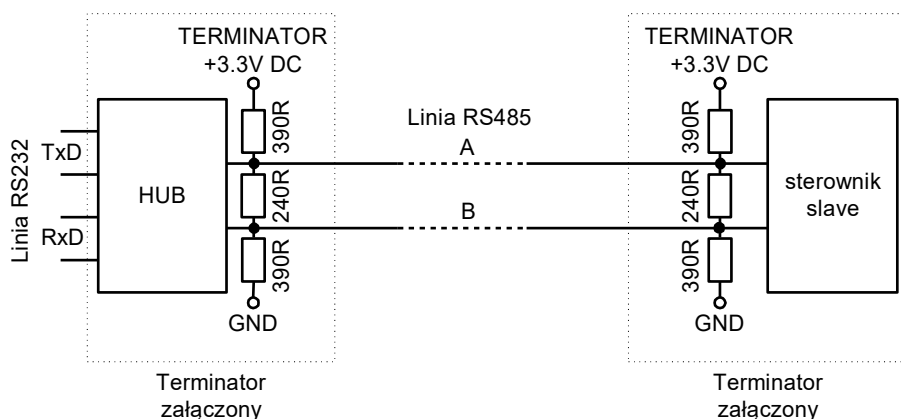 TERMINATOR
+3.3V DC
TERMINATOR
+3.3V DC
390R
Linia RS485
390R
Linia RS232
TxD
A
HUB
240R
240R
sterownik
slave
B
RxD
390R
390R
GND
GND
Terminator
załączony
Terminator
załączony